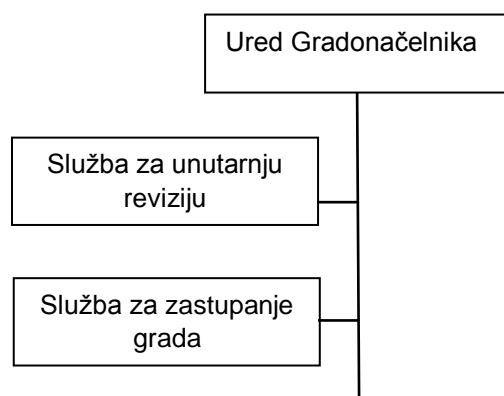 Ured Gradonačelnika
Služba za unutarnju
reviziju
Služba za zastupanje
grada